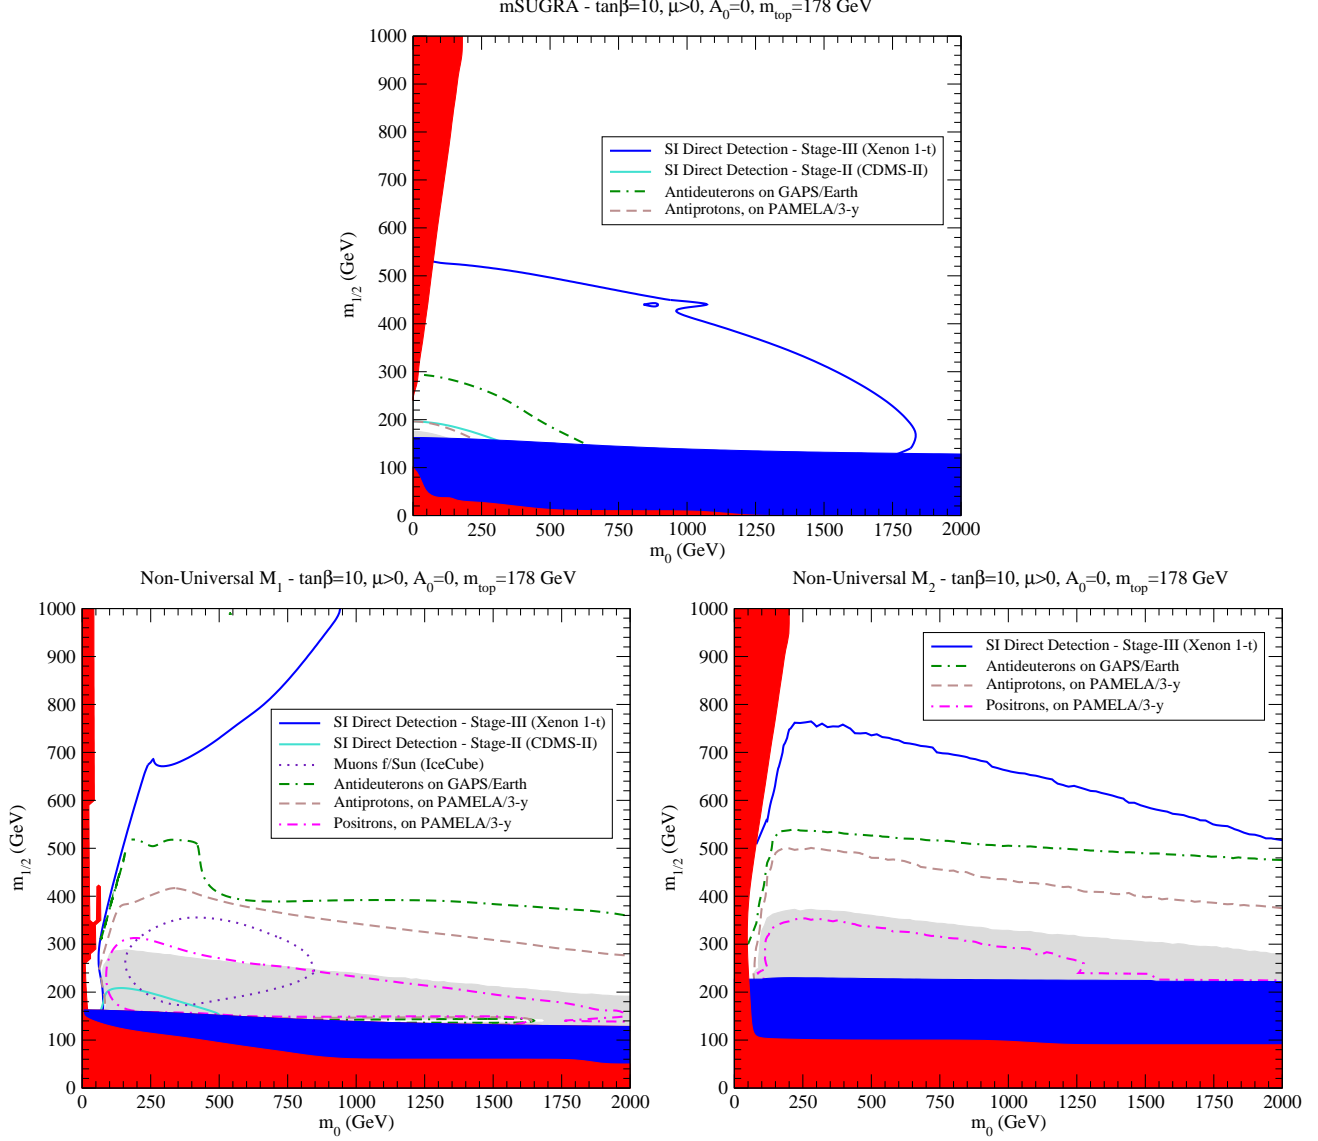 mSUGRA - tanβ=10, μ>0, A0=0, mtop=178 GeV
1000
900
800
700
600
500
400
300
200
100
0
m1/2 (GeV)
SI Direct Detection - Stage-III (Xenon 1-t)
SI Direct Detection - Stage-II (CDMS-II)
Antideuterons on GAPS/Earth
Antiprotons, on PAMELA/3-y
0 250 500 750 1000 1250 1500 1750 2000
m0 (GeV)
Non-Universal M1 - tanβ=10, μ>0, A0=0, mtop=178 GeV
1000
900
800
700
600
500
400
300
200
100
0
m1/2 (GeV)
SI Direct Detection - Stage-III (Xenon 1-t)
SI Direct Detection - Stage-II (CDMS-II)
Muons f/Sun (IceCube)
Antideuterons on GAPS/Earth
Antiprotons, on PAMELA/3-y
Positrons, on PAMELA/3-y
0 250 500 750 1000 1250 1500 1750 2000
m0 (GeV)
Non-Universal M2 - tanβ=10, μ>0, A0=0, mtop=178 GeV
1000
900
800
700
600
500
400
300
200
100
0
m1/2 (GeV)
SI Direct Detection - Stage-III (Xenon 1-t)
Antideuterons on GAPS/Earth
Antiprotons, on PAMELA/3-y
Positrons, on PAMELA/3-y
0 250 500 750 1000 1250 1500 1750 2000
m0 (GeV)